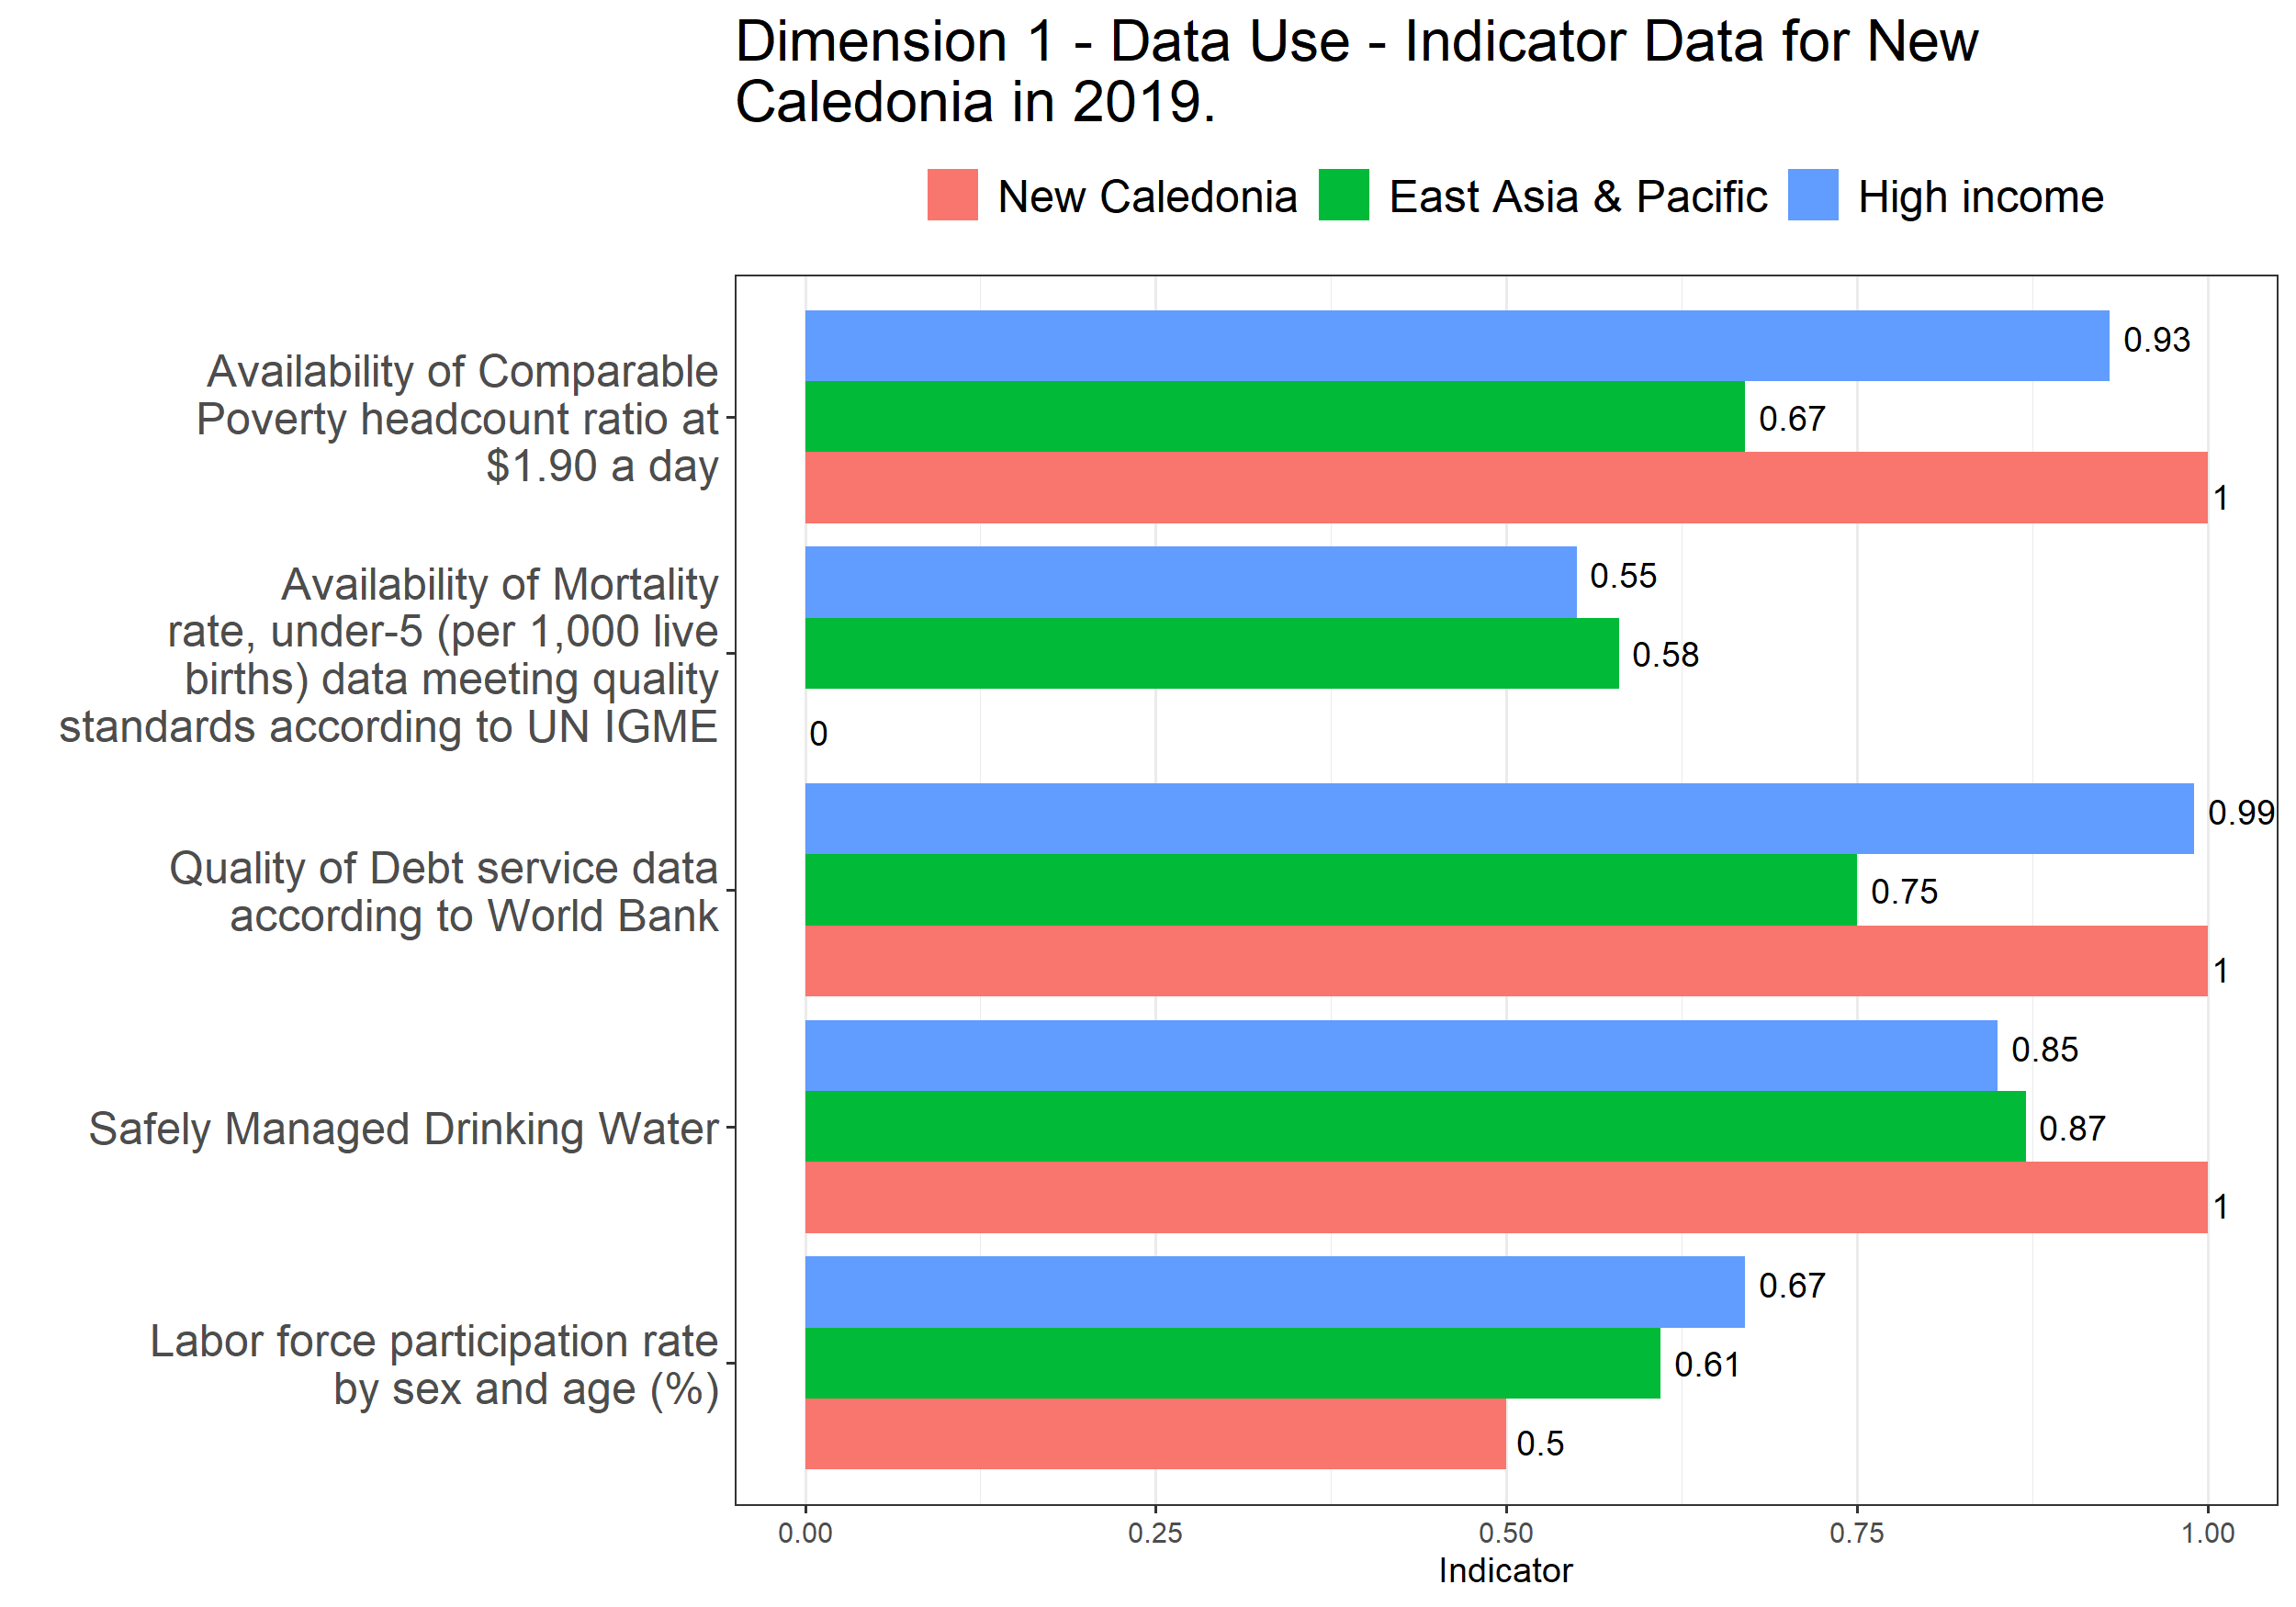 Dimension 1 - Data Use - Indicator Data for New
Caledonia in 2019.
New Caledonia East Asia & Pacific High income
Availability of Comparable
Poverty headcount ratio at
$1.90 a day
0.93
0.67
1
Availability of Mortality
rate, under-5 (per 1,000 live
births) data meeting quality
standards according to UN IGME
0.55
0.58
0
Quality of Debt service data
according to World Bank
0.99
0.75
1
Safely Managed Drinking Water
0.85
0.87
1
Labor force participation rate
by sex and age (%)
0.67
0.61
0.5
0.00 0.25 0.50 0.75 1.00
Indicator